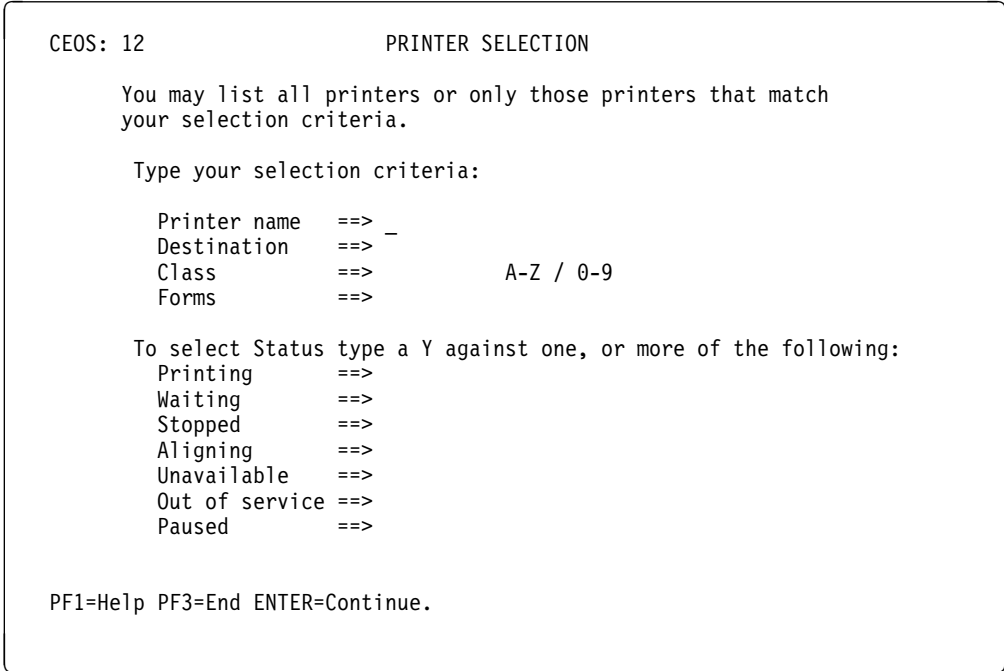 CEOS: 12 PRINTER SELECTION
You may list all printers or only those printers that match
your selection criteria.
Type your selection criteria:
Printer name ==> _
Destination ==>
Class ==> A-Z / 0-9
Forms ==>
To select Status type a Y against one, or more of the following:
Printing ==>
Waiting ==>
Stopped ==>
Aligning ==>
Unavailable ==>
Out of service ==>
Paused ==>
PF1=Help PF3=End ENTER=Continue.